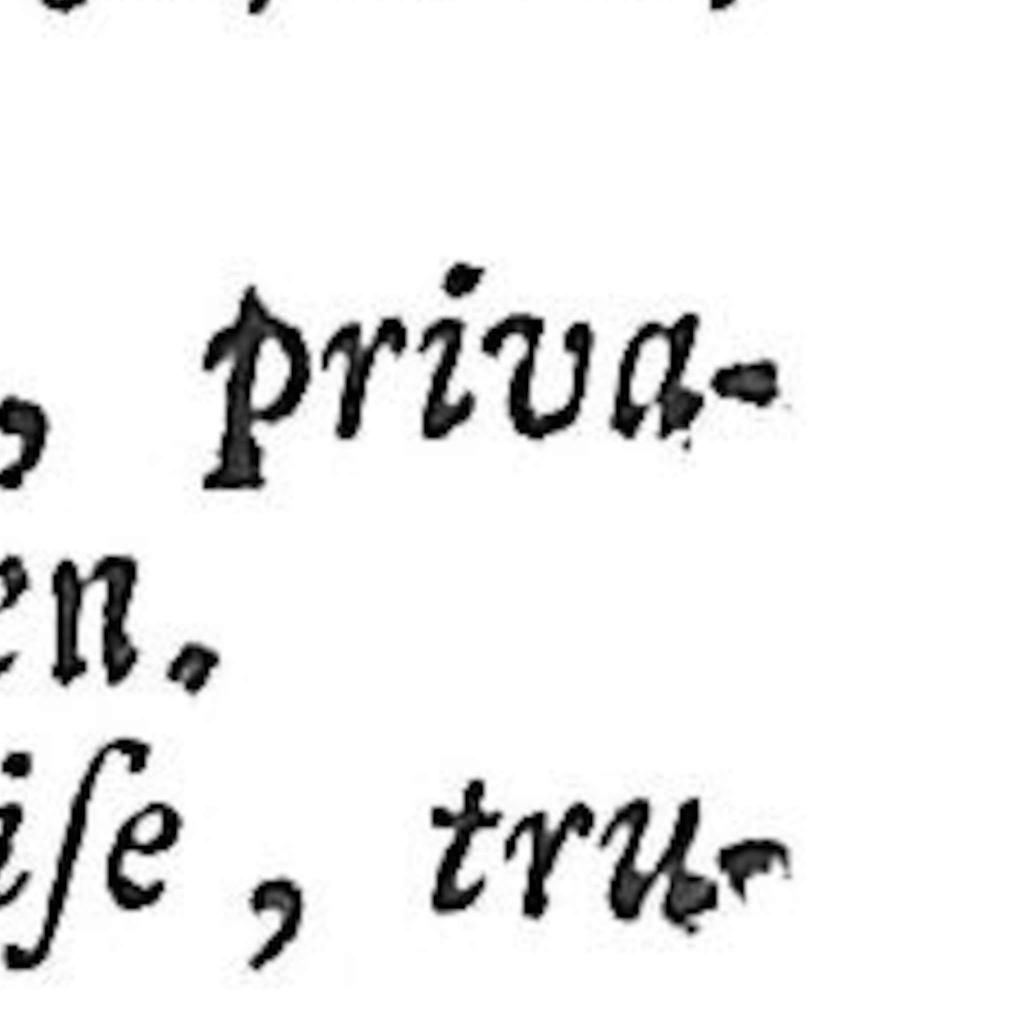 , priva-
en.
iſe, tru-